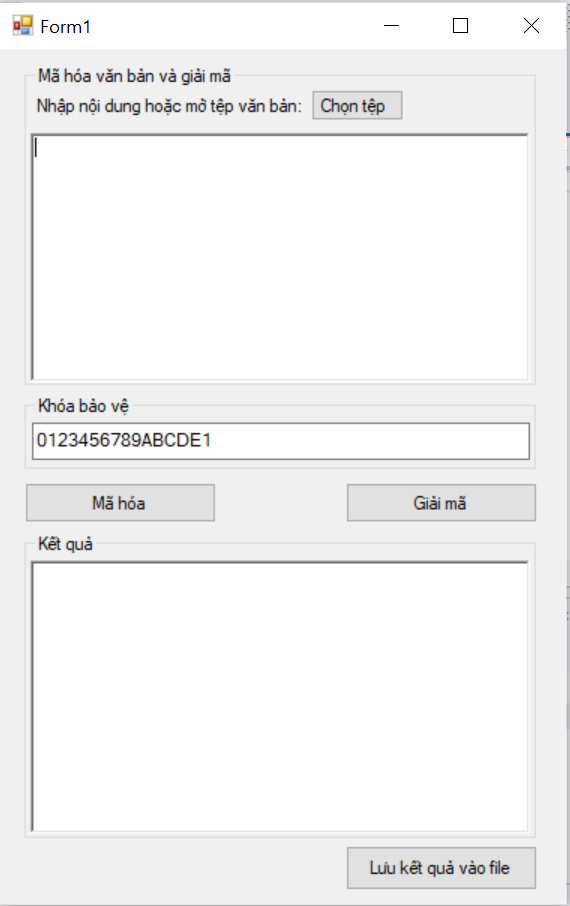 Form1
Mã hóa văn bản và giải mã
Nhập nội dung hoặc mở tệp văn bản: Chọn tệp
Khóa bảo vệ
0123456789ABCDE1
Mã hóa Giải mã
Kết quả
Lưu kết quả vào file